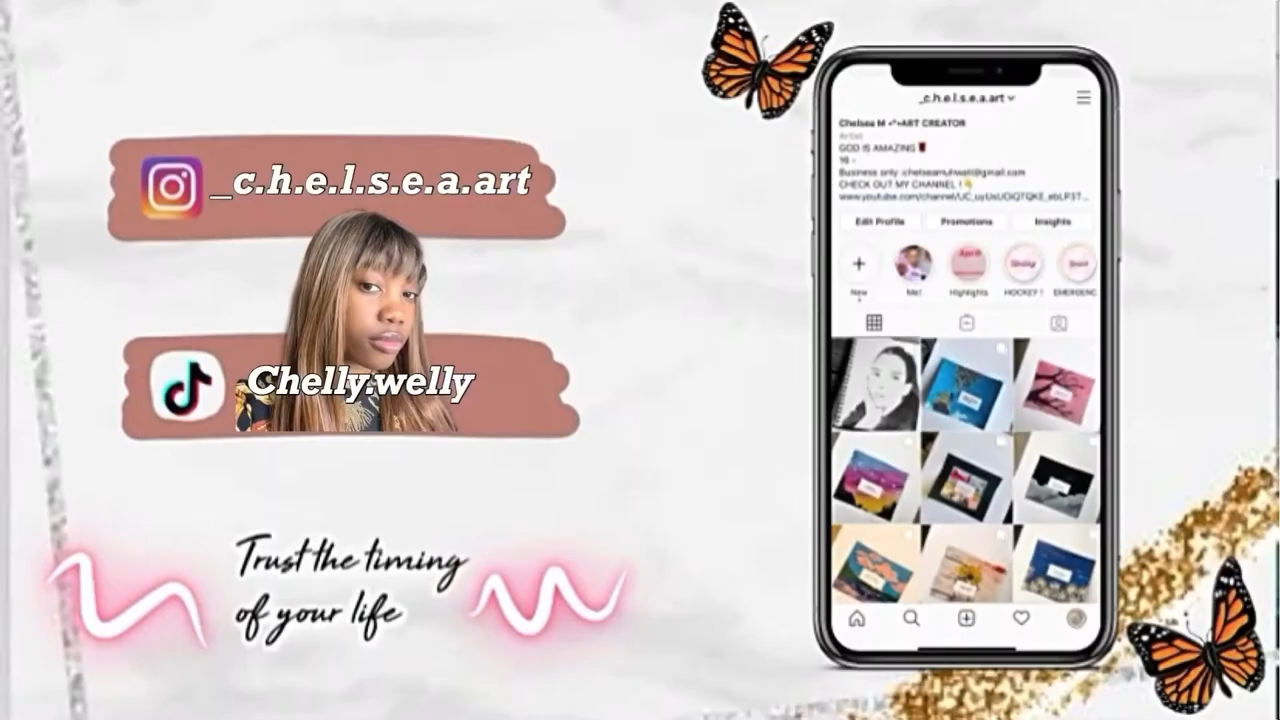 _c.h.e.l.s.e.a.art
Chelly.welly
Trust the timing
of your life
_c.h.e.l.s.e.a.art
Chelsea M ART CREATOR
Artist
GOD IS AMAZING
16 -
CHECK OUT MY CHANNEL !
Edit Profile Promotions Insights
New Me! Highlights HOCKEY !